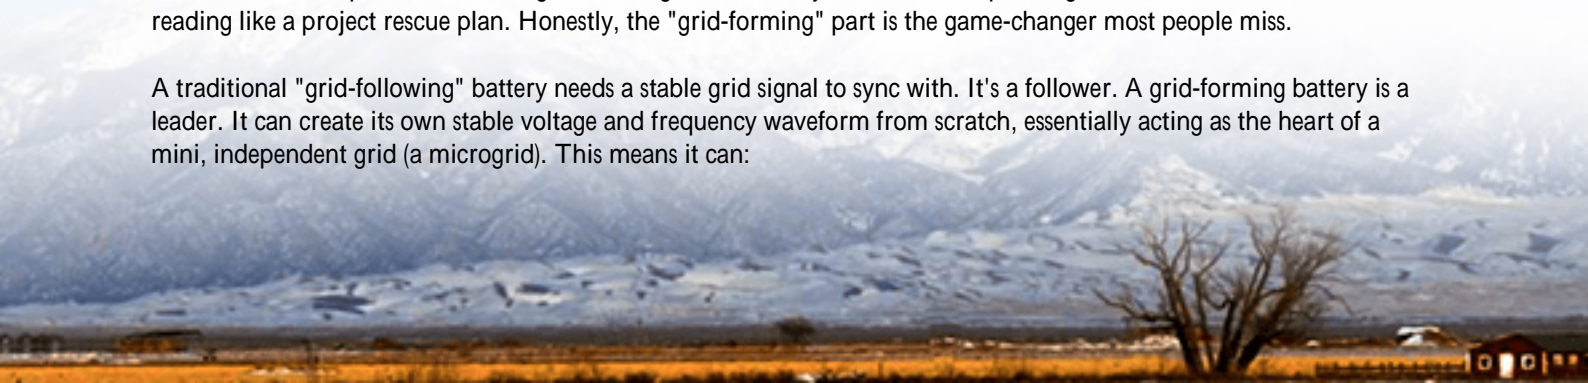 reading like a project rescue plan. Honestly, the "grid-forming" part is the game-changer most people miss.
A traditional "grid-following" battery needs a stable grid signal to sync with. It's a follower. A grid-forming battery is a
leader. It can create its own stable voltage and frequency waveform from scratch, essentially acting as the heart of a
mini, independent grid (a microgrid). This means it can: